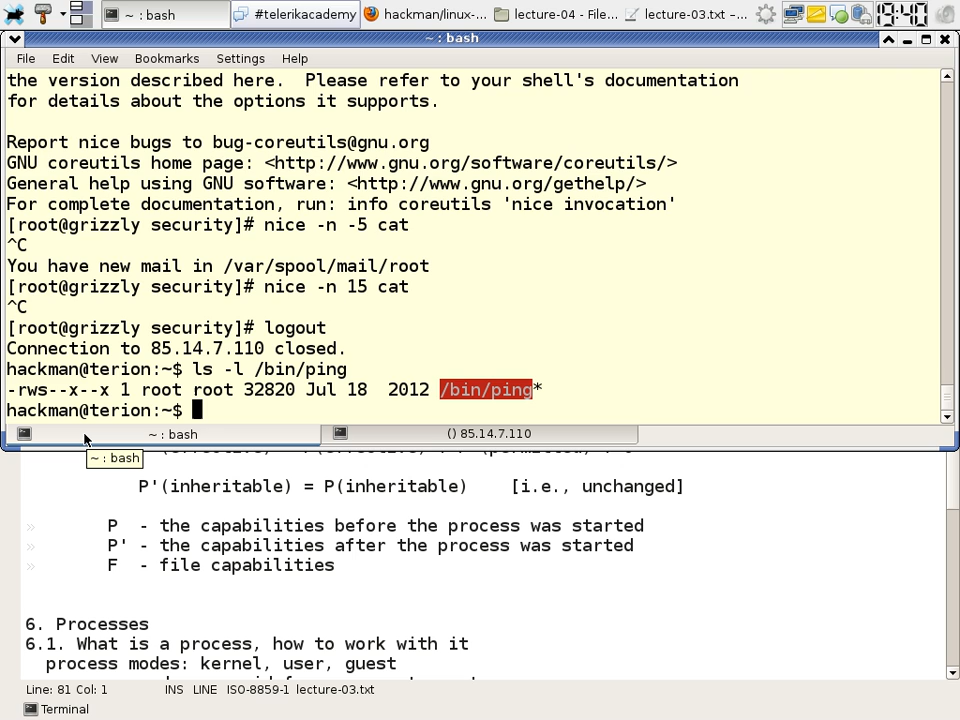 ~ : bash
#telerikacademy
hackman/linux-...
lecture-04 - File...
lecture-03.txt –...
19:40
~ : bash
File Edit View Bookmarks Settings Help
the version described here.  Please refer to your shell's documentation
for details about the options it supports.
Report nice bugs to bug-coreutils@gnu.org
GNU coreutils home page: <http://www.gnu.org/software/coreutils/>
General help using GNU software: <http://www.gnu.org/gethelp/>
For complete documentation, run: info coreutils 'nice invocation'
[root@grizzly security]# nice -n -5 cat
^C
You have new mail in /var/spool/mail/root
[root@grizzly security]# nice -n 15 cat
^C
[root@grizzly security]# logout
Connection to 85.14.7.110 closed.
hackman@terion:~$ ls -l /bin/ping
-rws--x--x 1 root root 32820 Jul 18  2012 /bin/ping*
hackman@terion:~$
~ : bash
() 85.14.7.110
~ : bash
P'(inheritable) = P(inheritable)    [i.e., unchanged]
»       P  - the capabilities before the process was started
»       P' - the capabilities after the process was started
»       F  - file capabilities
6. Processes
6.1. What is a process, how to work with it
process modes: kernel, user, guest
Line: 81 Col: 1 INS LINE ISO-8859-1 lecture-03.txt
Terminal